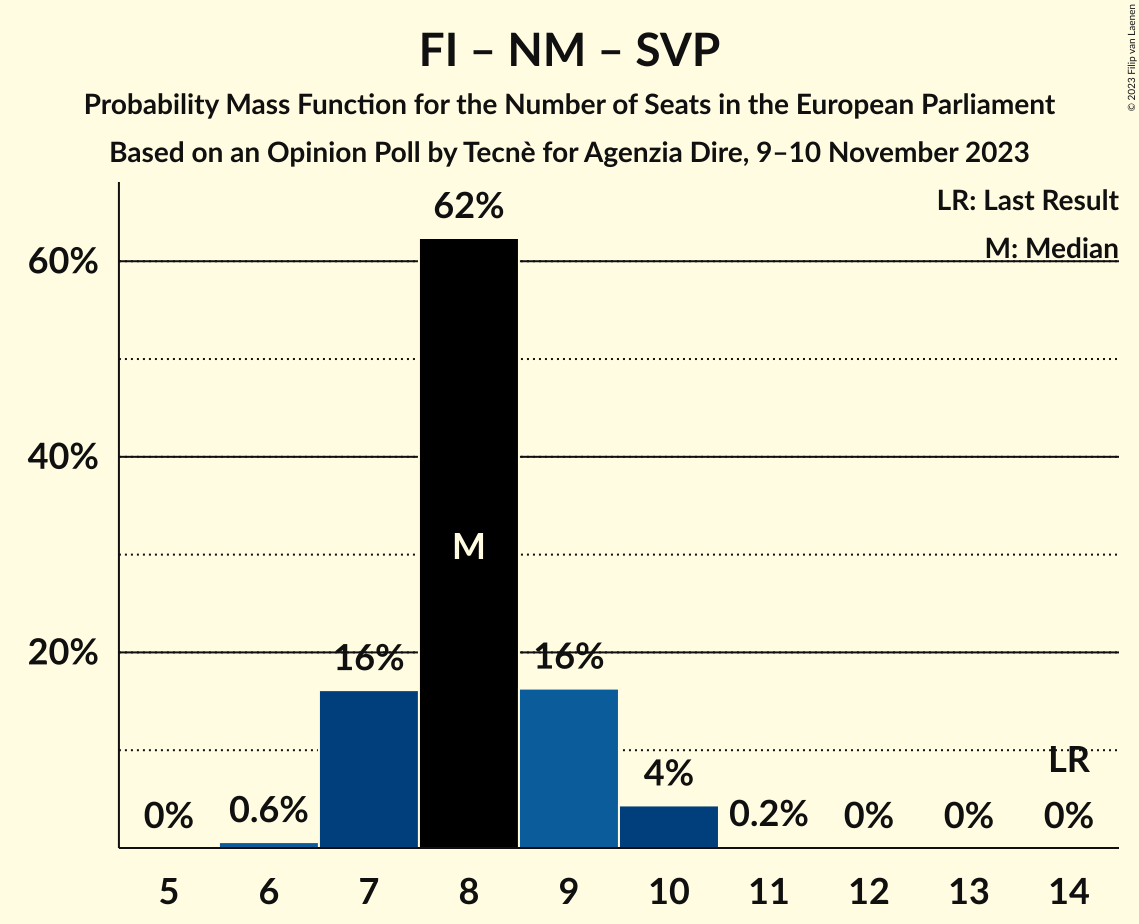 FI – NM – SVP
Probability Mass Function for the Number of Seats in the European Parliament
Based on an Opinion Poll by Tecnè for Agenzia Dire, 9–10 November 2023
© 2023 Filip van Laenen
LR: Last Result
M: Median
60%
40%
20%
0%
0.6%
16%
62%
M
16%
4%
0.2%
0%
0%
LR
0%
5 6 7 8 9 10 11 12 13 14